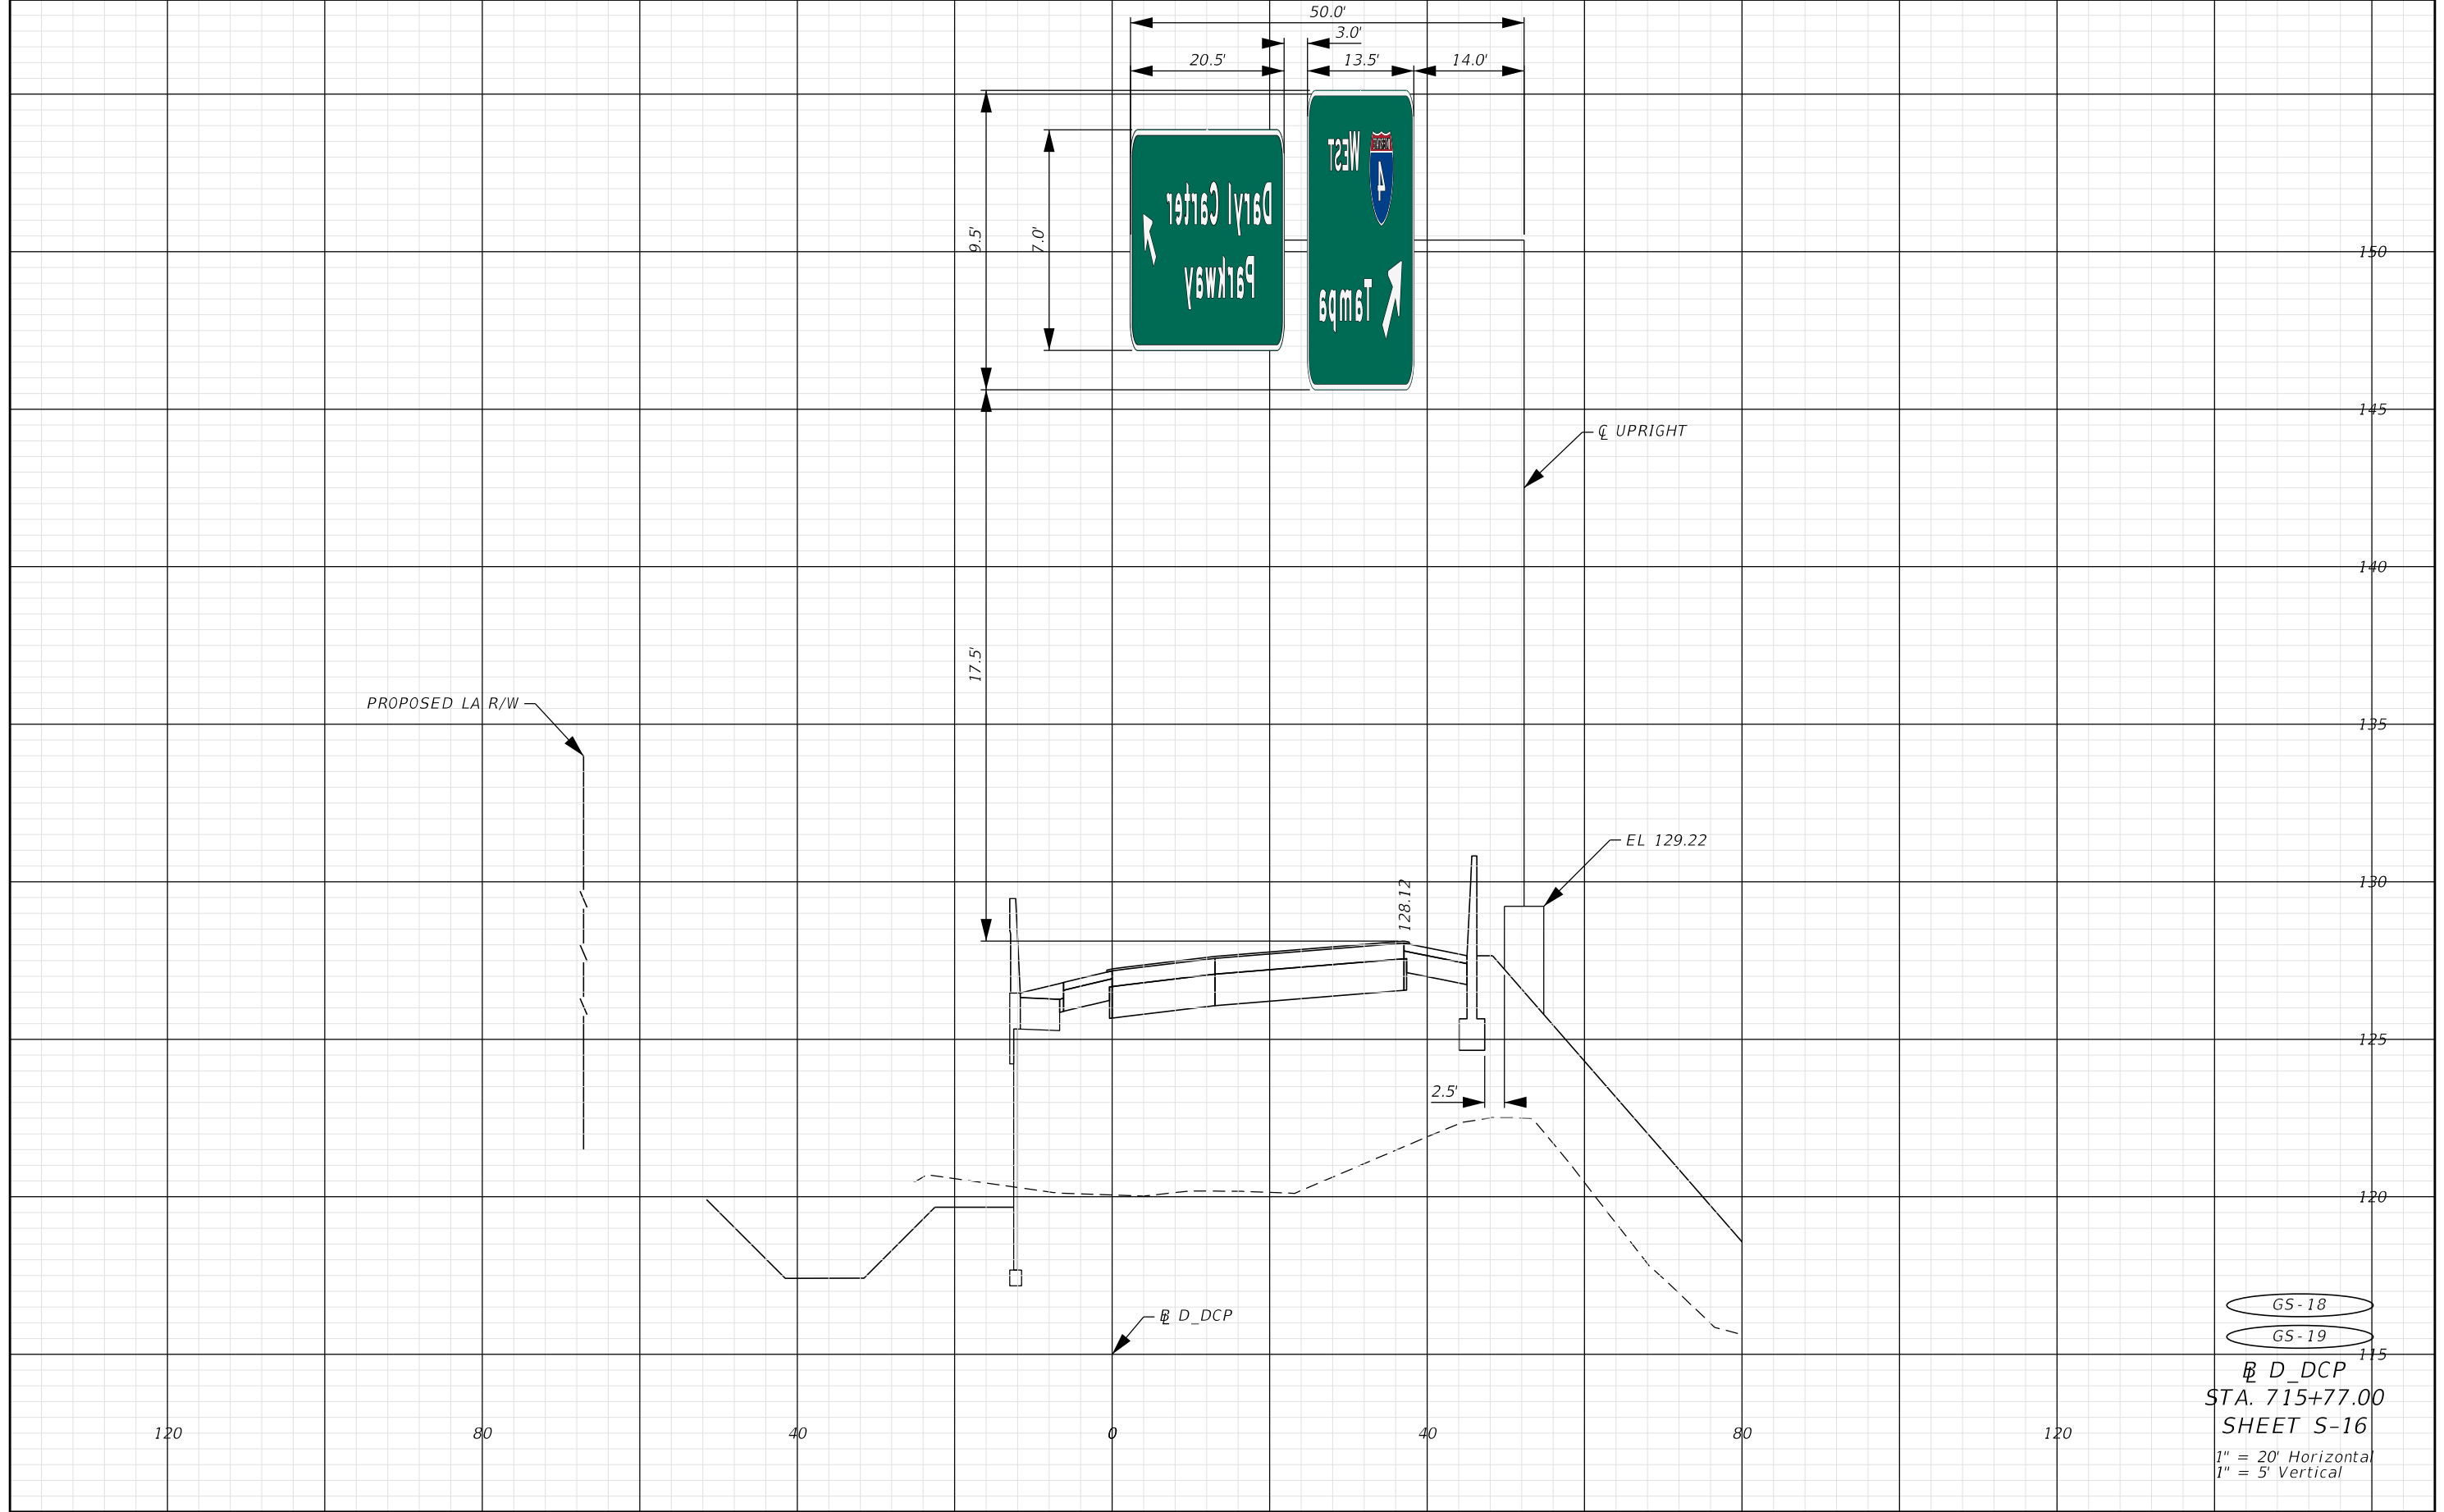 50.0'
3.0'
20.5'
13.5'
14.0'
9.5'
7.0'
WEST
INTERSTATE
4
Daryl Carter
Parkway
Tampa
150
145
℄ UPRIGHT
140
17.5'
PROPOSED LA R/W
135
EL 129.22
128.12
130
125
2.5'
120
GS-18
GS-19
115
BL D_DCP
BL D_DCP
STA. 715+77.00
SHEET S-16
1" = 20' Horizontal
1" = 5' Vertical
120
80
40
0
40
80
120